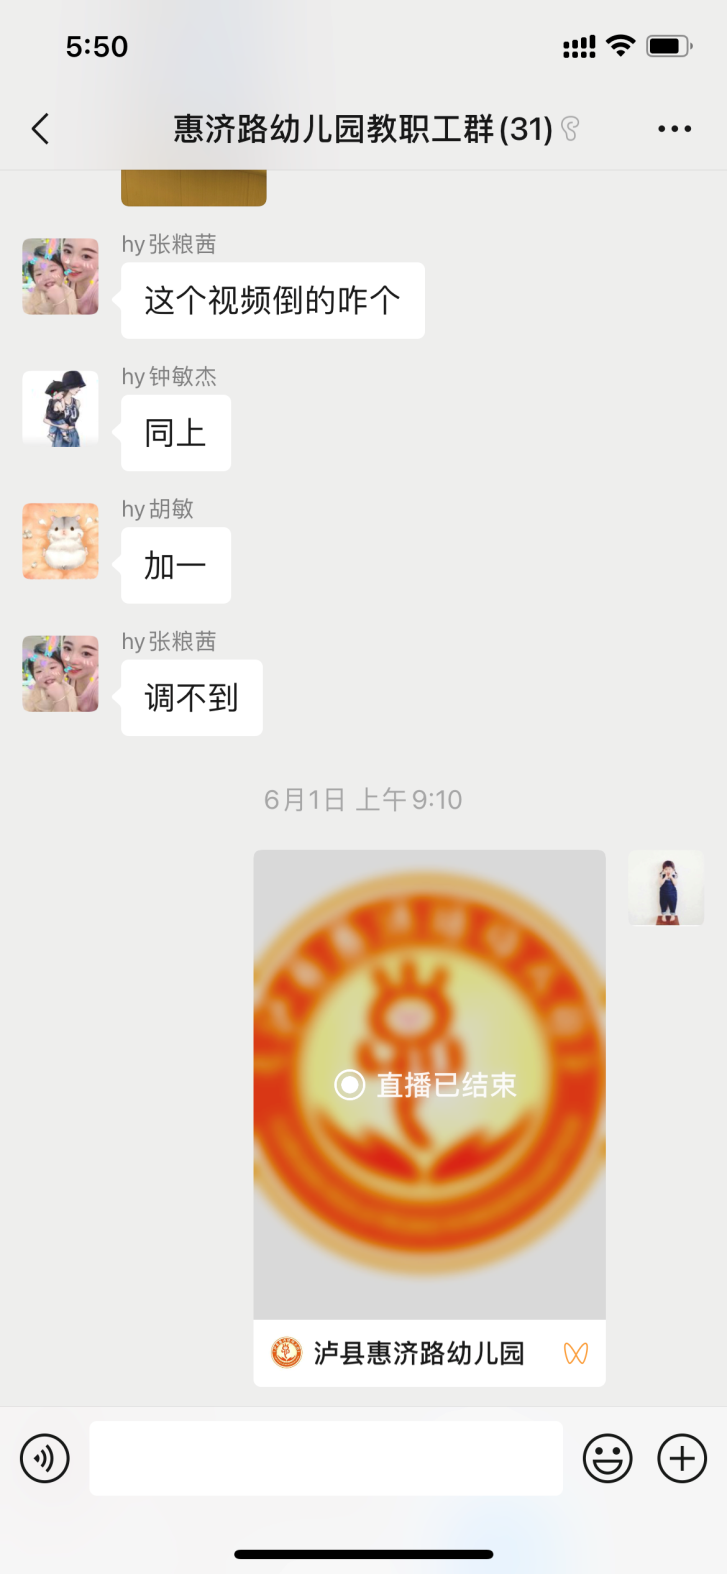 5:50
惠济路幼儿园教职工群(31)
hy张粮茜
这个视频倒的咋个
hy钟敏杰
同上
hy胡敏
加一
hy张粮茜
调不到
6月1日 上午9:10
直播已结束
泸县惠济路幼儿园